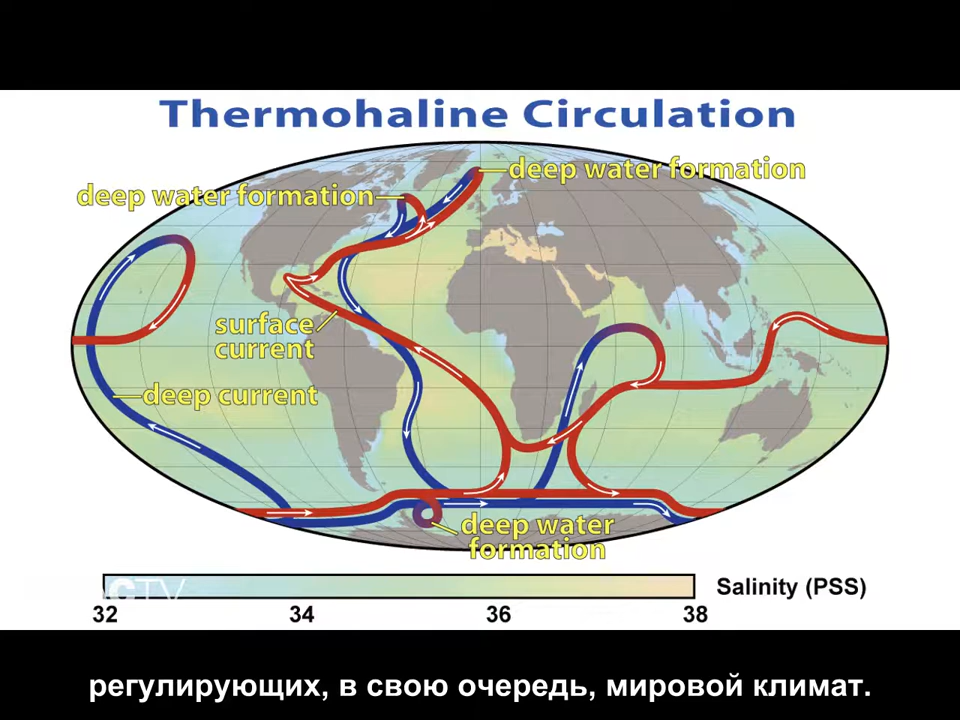 Thermohaline Circulation
deep water formation
deep water formation
surface
current
deep current
deep water
formation
Salinity (PSS)
32 34 36 38
регулирующих, в свою очередь, мировой климат.